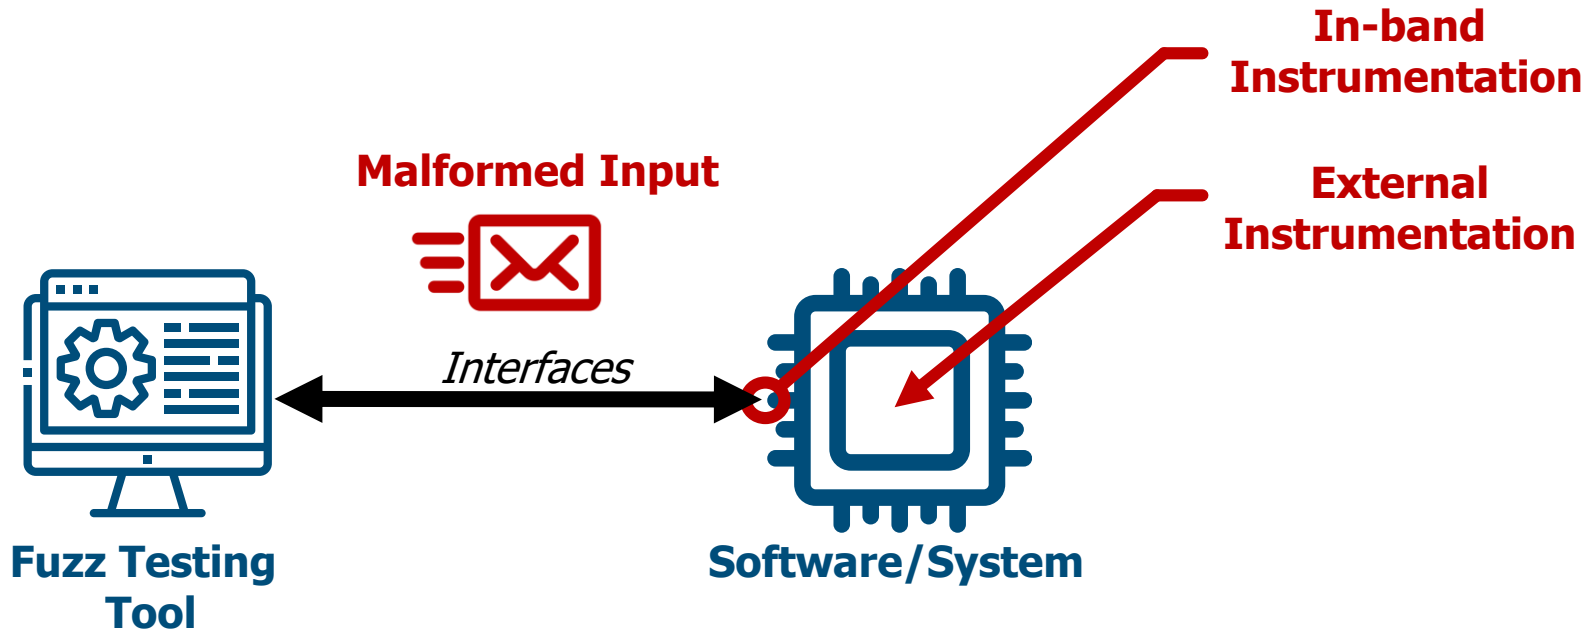 In-band
Instrumentation
Malformed Input
External
Instrumentation
Interfaces
Fuzz Testing
Tool
Software/System